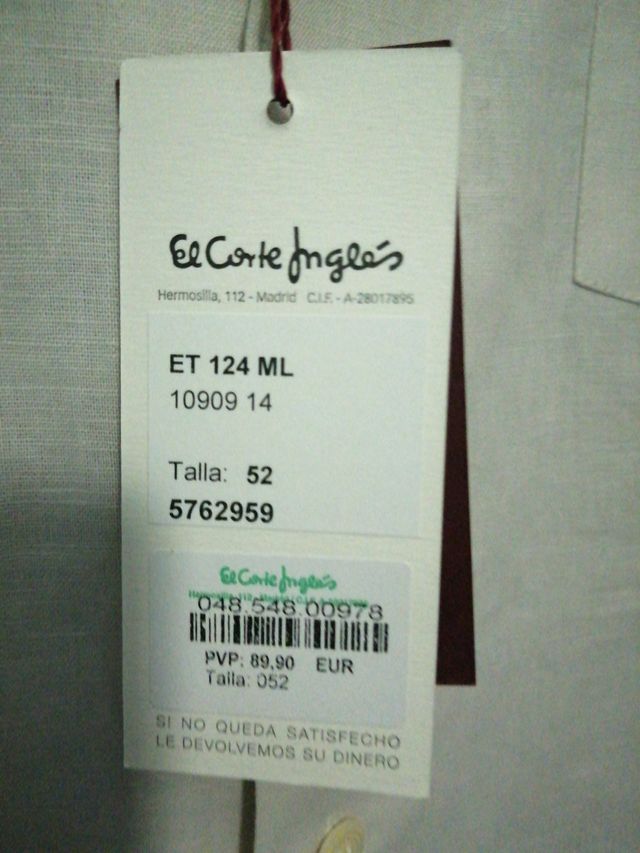 El Corte Inglés
Hermosilla, 112 - Madrid C.I.F. - A-28017895
ET 124 ML
10909 14
Talla: 52
5762959
El Corte Inglés
048.548.00978
PVP: 89,90 EUR
Talla: 052
SI NO QUEDA SATISFECHO
LE DEVOLVEMOS SU DINERO